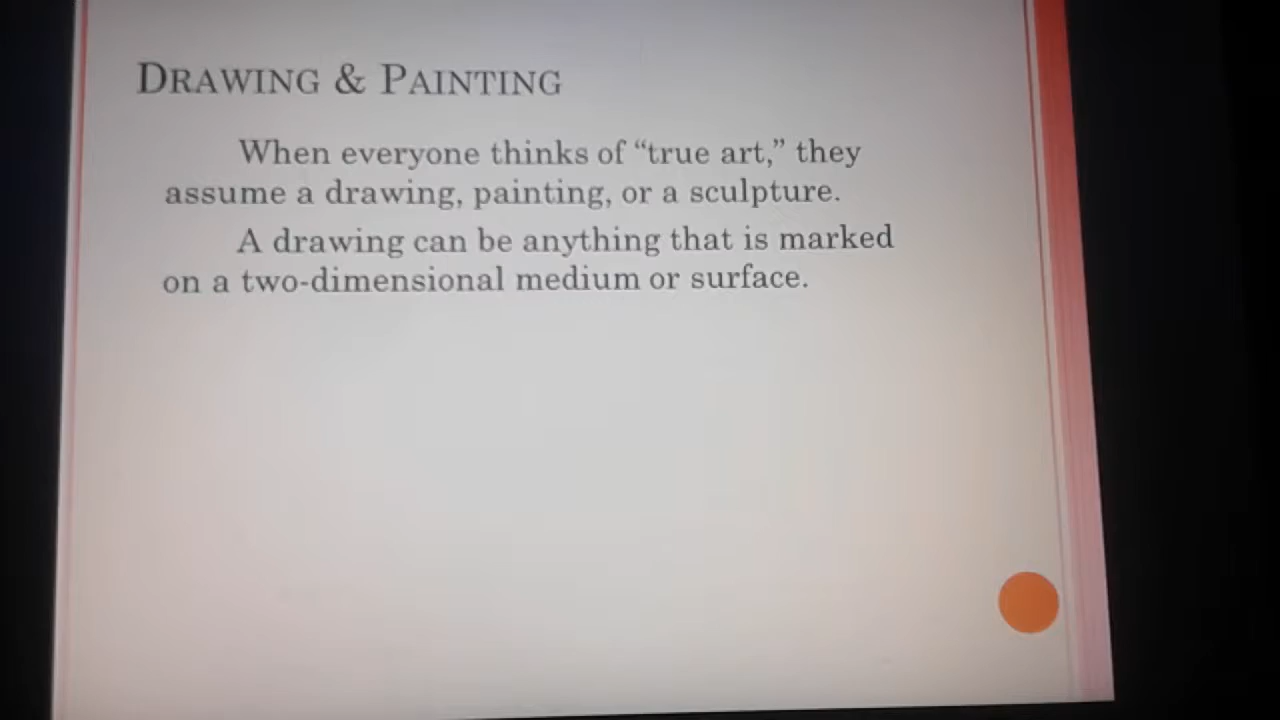 DRAWING & PAINTING
When everyone thinks of “true art,” they
assume a drawing, painting, or a sculpture.
A drawing can be anything that is marked
on a two-dimensional medium or surface.